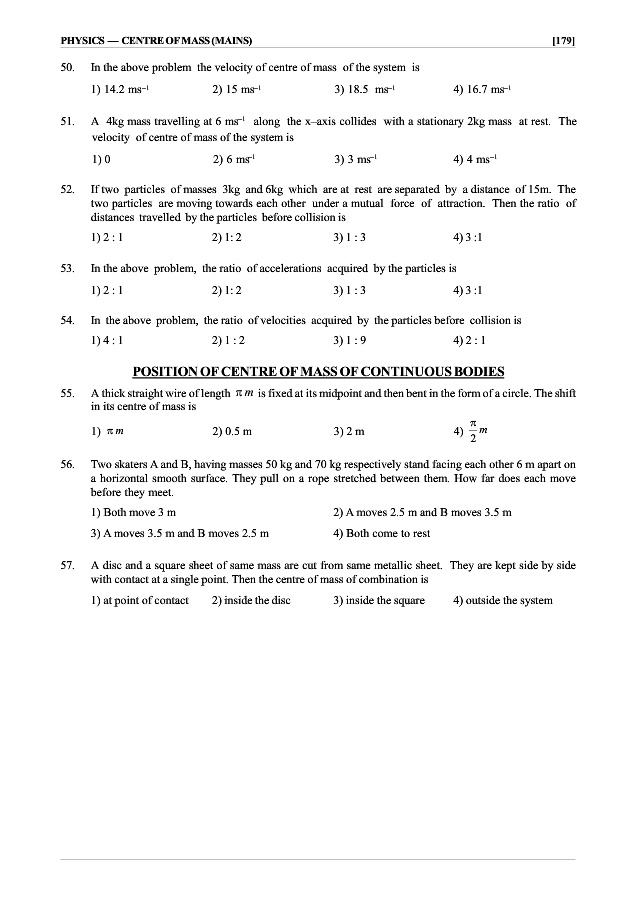 PHYSICS — CENTRE OF MASS (MAINS) [179]
50. In the above problem the velocity of centre of mass of the system is
1) 14.2 ms⁻¹ 2) 15 ms⁻¹ 3) 18.5 ms⁻¹ 4) 16.7 ms⁻¹
51. A 4kg mass travelling at 6 ms⁻¹ along the x–axis collides with a stationary 2kg mass at rest. The
velocity of centre of mass of the system is
1) 0 2) 6 ms⁻¹ 3) 3 ms⁻¹ 4) 4 ms⁻¹
52. If two particles of masses 3kg and 6kg which are at rest are separated by a distance of 15m. The
two particles are moving towards each other under a mutual force of attraction. Then the ratio of
distances travelled by the particles before collision is
1) 2 : 1 2) 1: 2 3) 1 : 3 4) 3 :1
53. In the above problem, the ratio of accelerations acquired by the particles is
1) 2 : 1 2) 1: 2 3) 1 : 3 4) 3 :1
54. In the above problem, the ratio of velocities acquired by the particles before collision is
1) 4 : 1 2) 1 : 2 3) 1 : 9 4) 2 : 1
POSITION OF CENTRE OF MASS OF CONTINUOUS BODIES
55. A thick straight wire of length π m is fixed at its midpoint and then bent in the form of a circle. The shift
in its centre of mass is
1) π m 2) 0.5 m 3) 2 m 4) π/2 m
56. Two skaters A and B, having masses 50 kg and 70 kg respectively stand facing each other 6 m apart on
a horizontal smooth surface. They pull on a rope stretched between them. How far does each move
before they meet.
1) Both move 3 m 2) A moves 2.5 m and B moves 3.5 m
3) A moves 3.5 m and B moves 2.5 m 4) Both come to rest
57. A disc and a square sheet of same mass are cut from same metallic sheet. They are kept side by side
with contact at a single point. Then the centre of mass of combination is
1) at point of contact 2) inside the disc 3) inside the square 4) outside the system